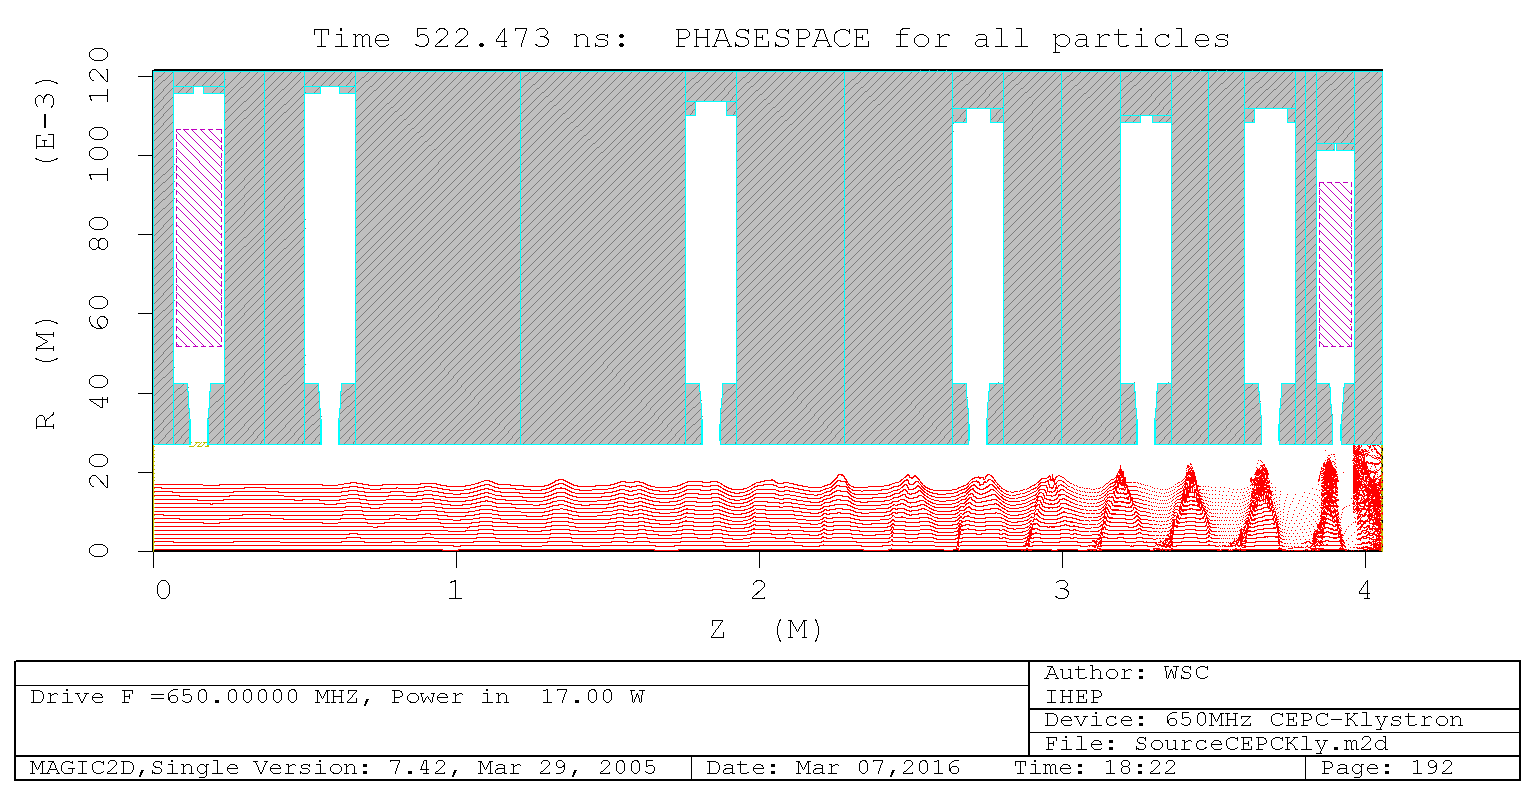 Time 522.473 ns:  PHASESPACE for all particles
R (M) (E-3)
120
100
80
60
40
20
0
0 1 2 3 4
Z (M)
Author: WSC
Drive F =650.00000 MHZ, Power in 17.00 W
IHEP
Device: 650MHz CEPC-Klystron
File: SourceCEPCKly.m2d
MAGIC2D,Single Version: 7.42, Mar 29, 2005
Date: Mar 07,2016 Time: 18:22
Page: 192